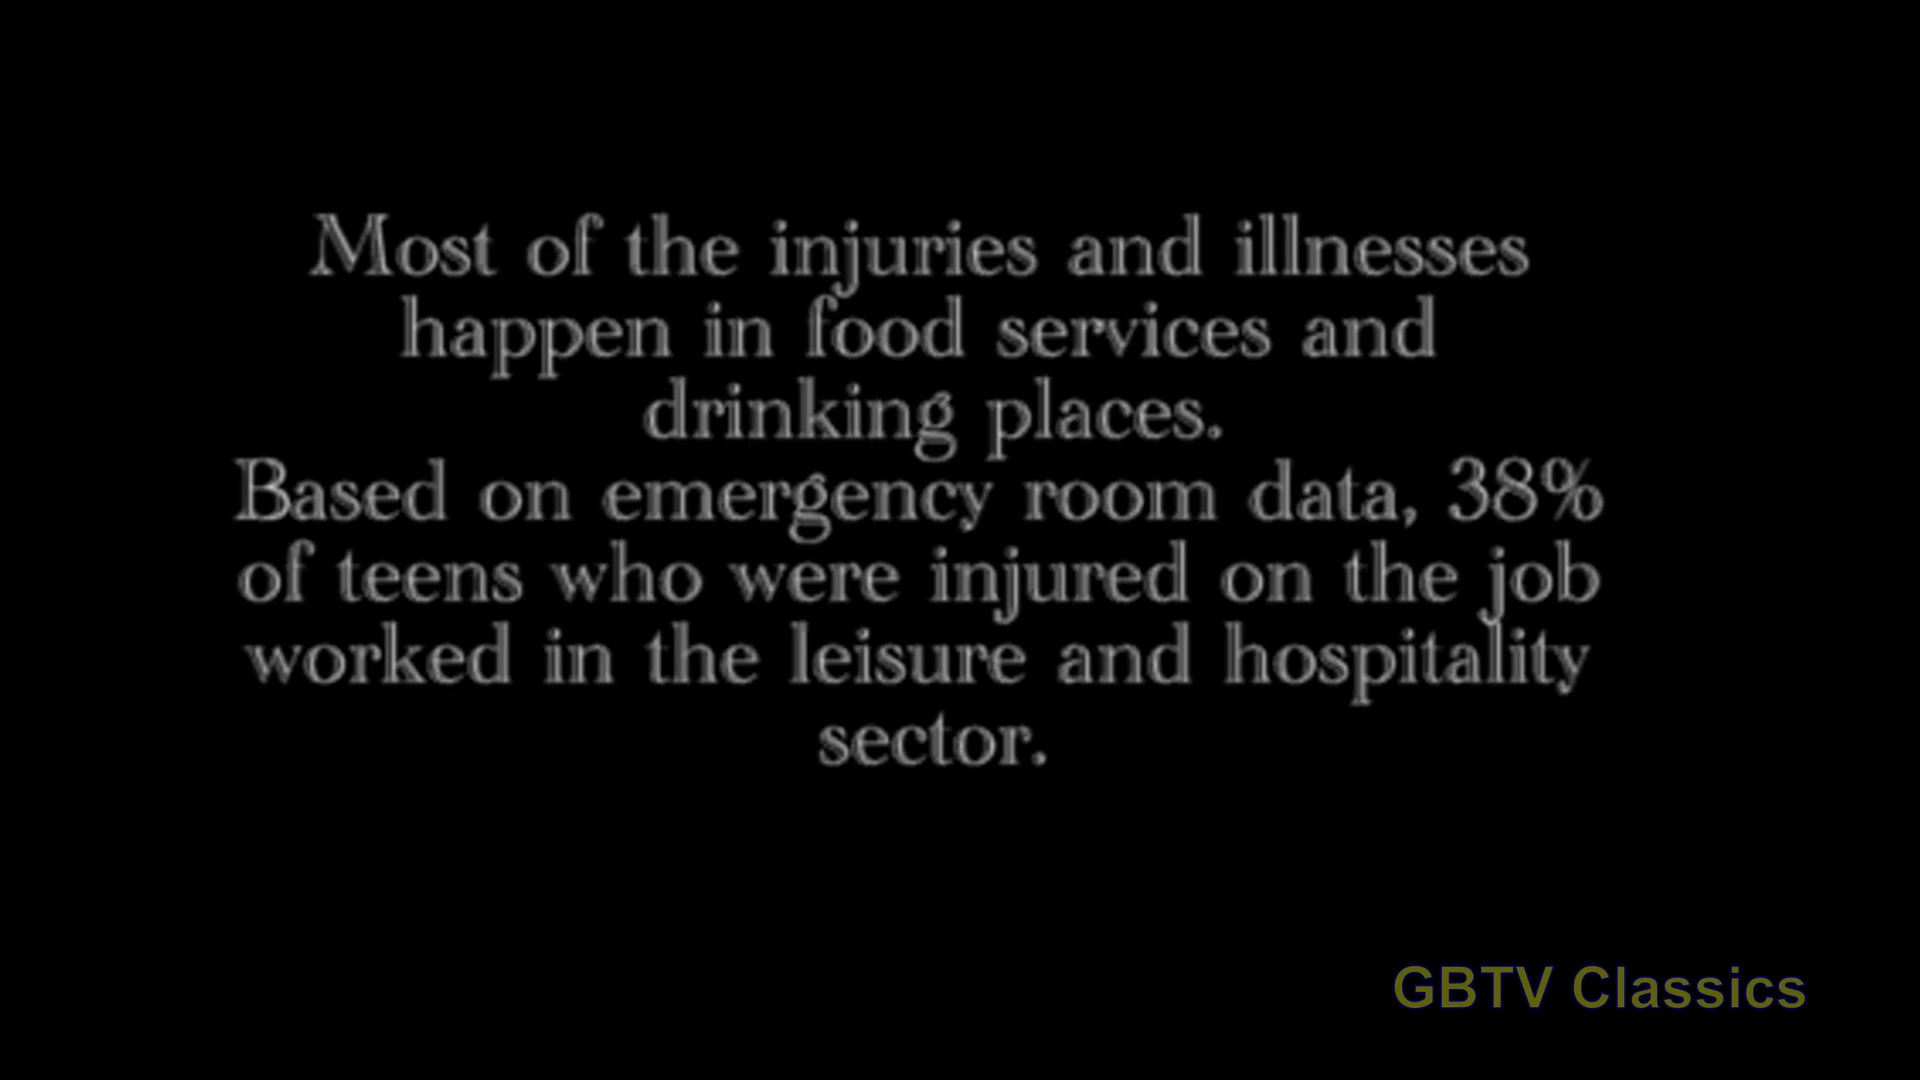 Most of the injuries and illnesses
happen in food services and
drinking places.
Based on emergency room data, 38%
of teens who were injured on the job
worked in the leisure and hospitality
sector.
GBTV Classics